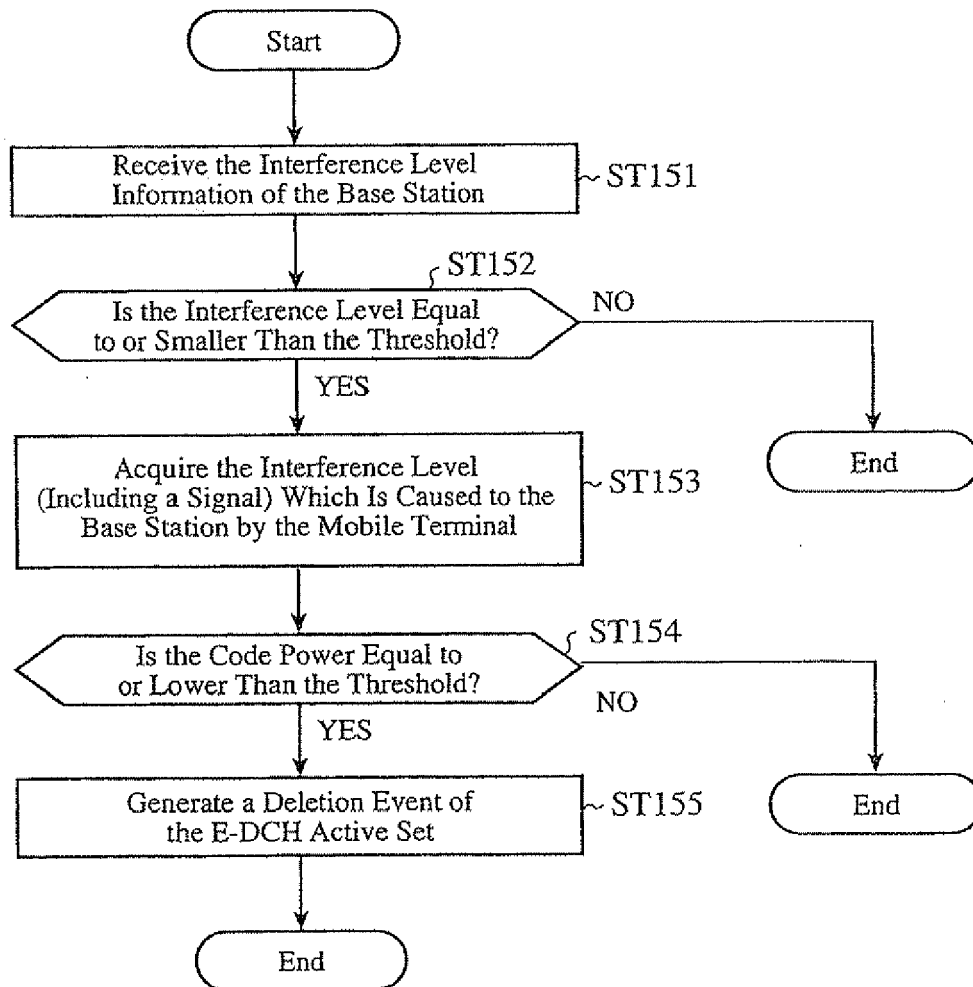 Start
Receive the Interference Level
Information of the Base Station
ST151
ST152
Is the Interference Level Equal
to or Smaller Than the Threshold?
NO
YES
End
Acquire the Interference Level
(Including a Signal) Which Is Caused to the
Base Station by the Mobile Terminal
ST153
ST154
Is the Code Power Equal to
or Lower Than the Threshold?
NO
YES
Generate a Deletion Event of
the E-DCH Active Set
ST155
End
End